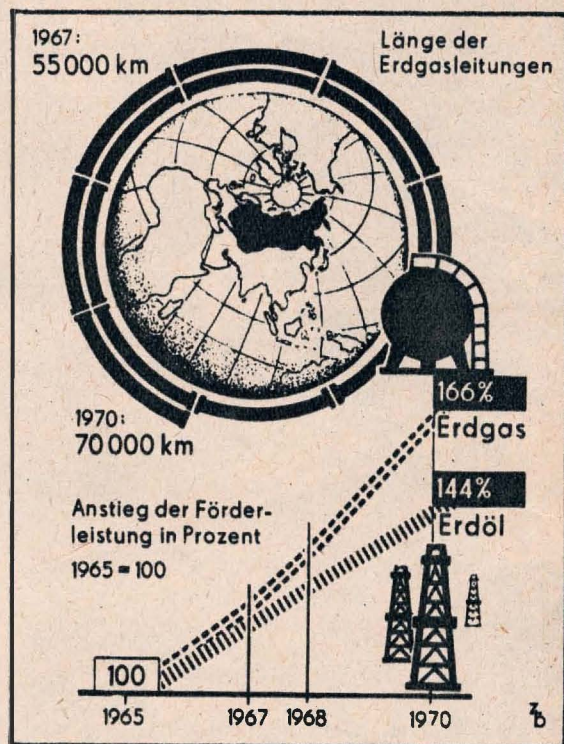 1967:
55000 km
Länge der
Erdgasleitungen
1970:
70000 km
166%
Erdgas
144%
Erdöl
Anstieg der Förder-
leistung in Prozent
1965 = 100
100
1965 1967 1968 1970